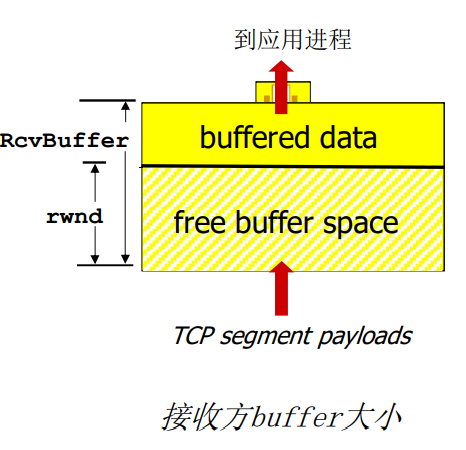 到应用进程
buffered data
RcvBuffer
rwnd
free buffer space
TCP segment payloads
接收方buffer大小